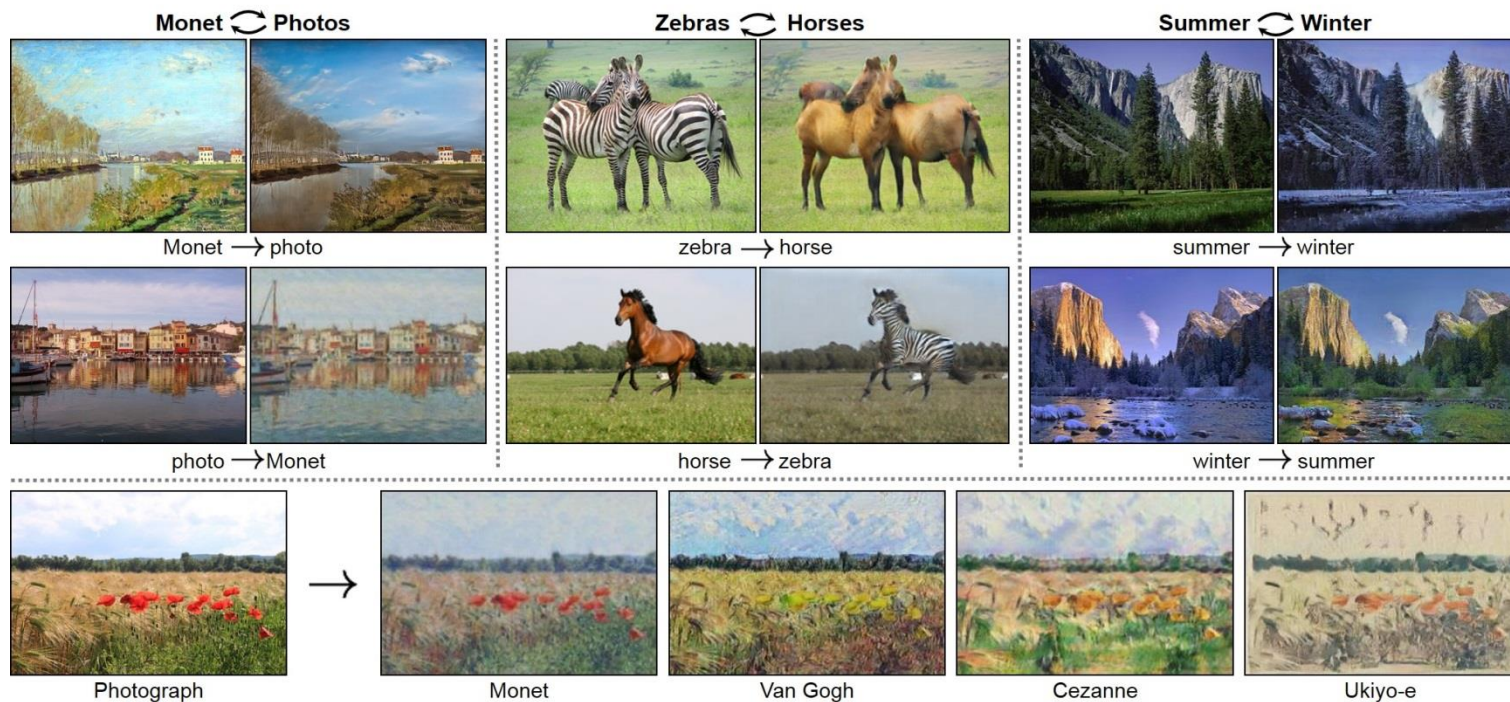 Monet Photos
Zebras Horses
Summer Winter
Monet → photo
zebra → horse
summer → winter
photo → Monet
horse → zebra
winter → summer
Photograph
Monet
Van Gogh
Cezanne
Ukiyo-e